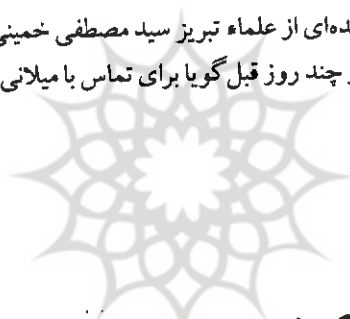 ده‌ای از علماء تبریز سید مصطفی خمینی
چند روز قبل گویا برای تماس با میلانی